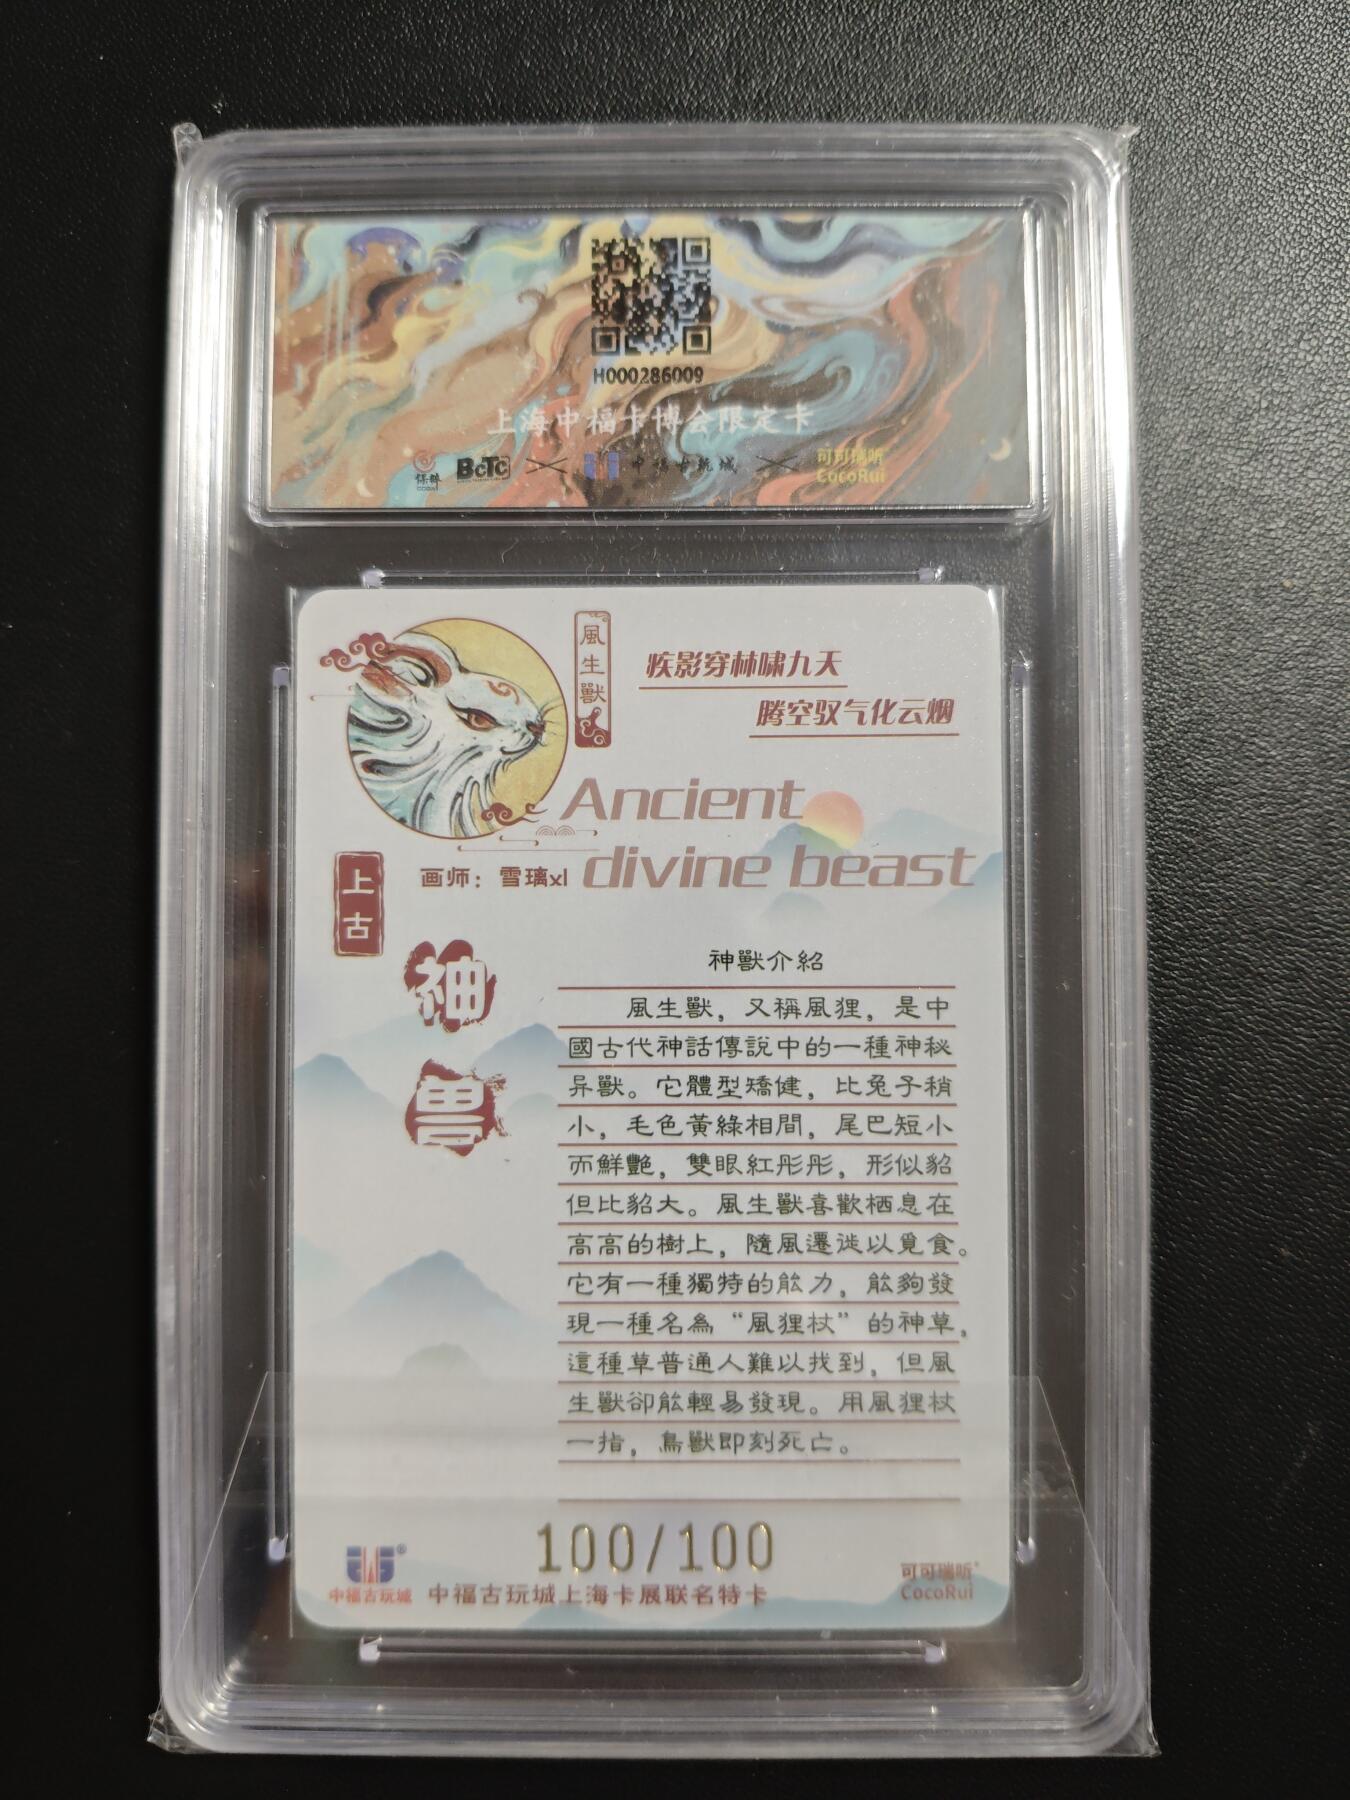 H000286009
上海中福卡博会限定卡
保粹 BCTC 中福古玩城 可可瑞昕
CocoRui
風生獸
疾影穿林啸九天
腾空驭气化云烟
Ancient
divine beast
画师：雪璃xl
上古
神兽
神獸介紹
風生獸，又稱風狸，是中
國古代神話傳說中的一種神秘
异獸。它體型矯健，比兔子稍
小，毛色黃綠相間，尾巴短小
而鮮艷，雙眼紅彤彤，形似貂
但比貂大。風生獸喜歡栖息在
高高的樹上，隨風遷徙以覓食。
它有一種獨特的能力，能夠發
現一種名為“風狸杖”的神草，
這種草普通人難以找到，但風
生獸卻能輕易發現。用風狸杖
一指，鳥獸即刻死亡。
100/100
中福古玩城 中福古玩城上海卡展联名特卡
可可瑞昕
CocoRui